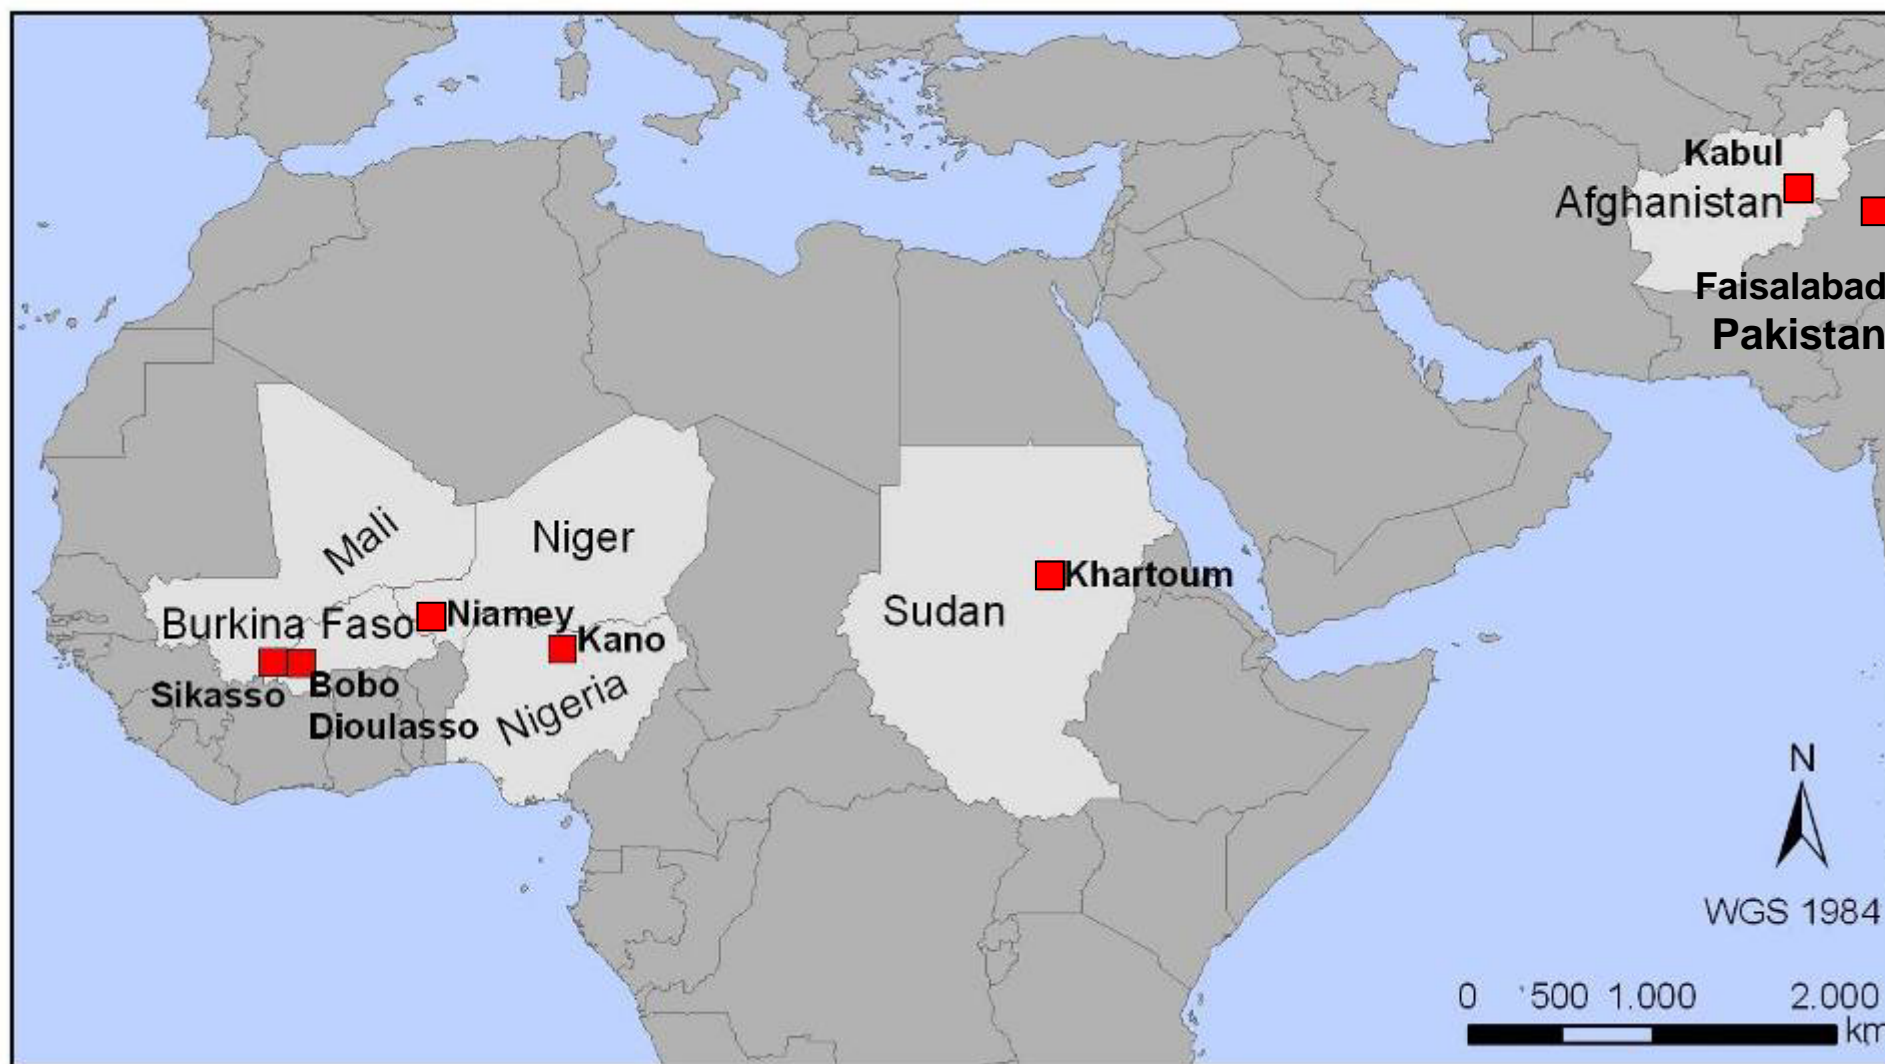 Kabul
Afghanistan
Faisalabad
Pakistan
Mali
Niger
Khartoum
Sudan
Burkina Faso
Niamey
Kano
Sikasso
Bobo
Dioulasso
Nigeria
N
WGS 1984
0 500 1.000 2.000
km